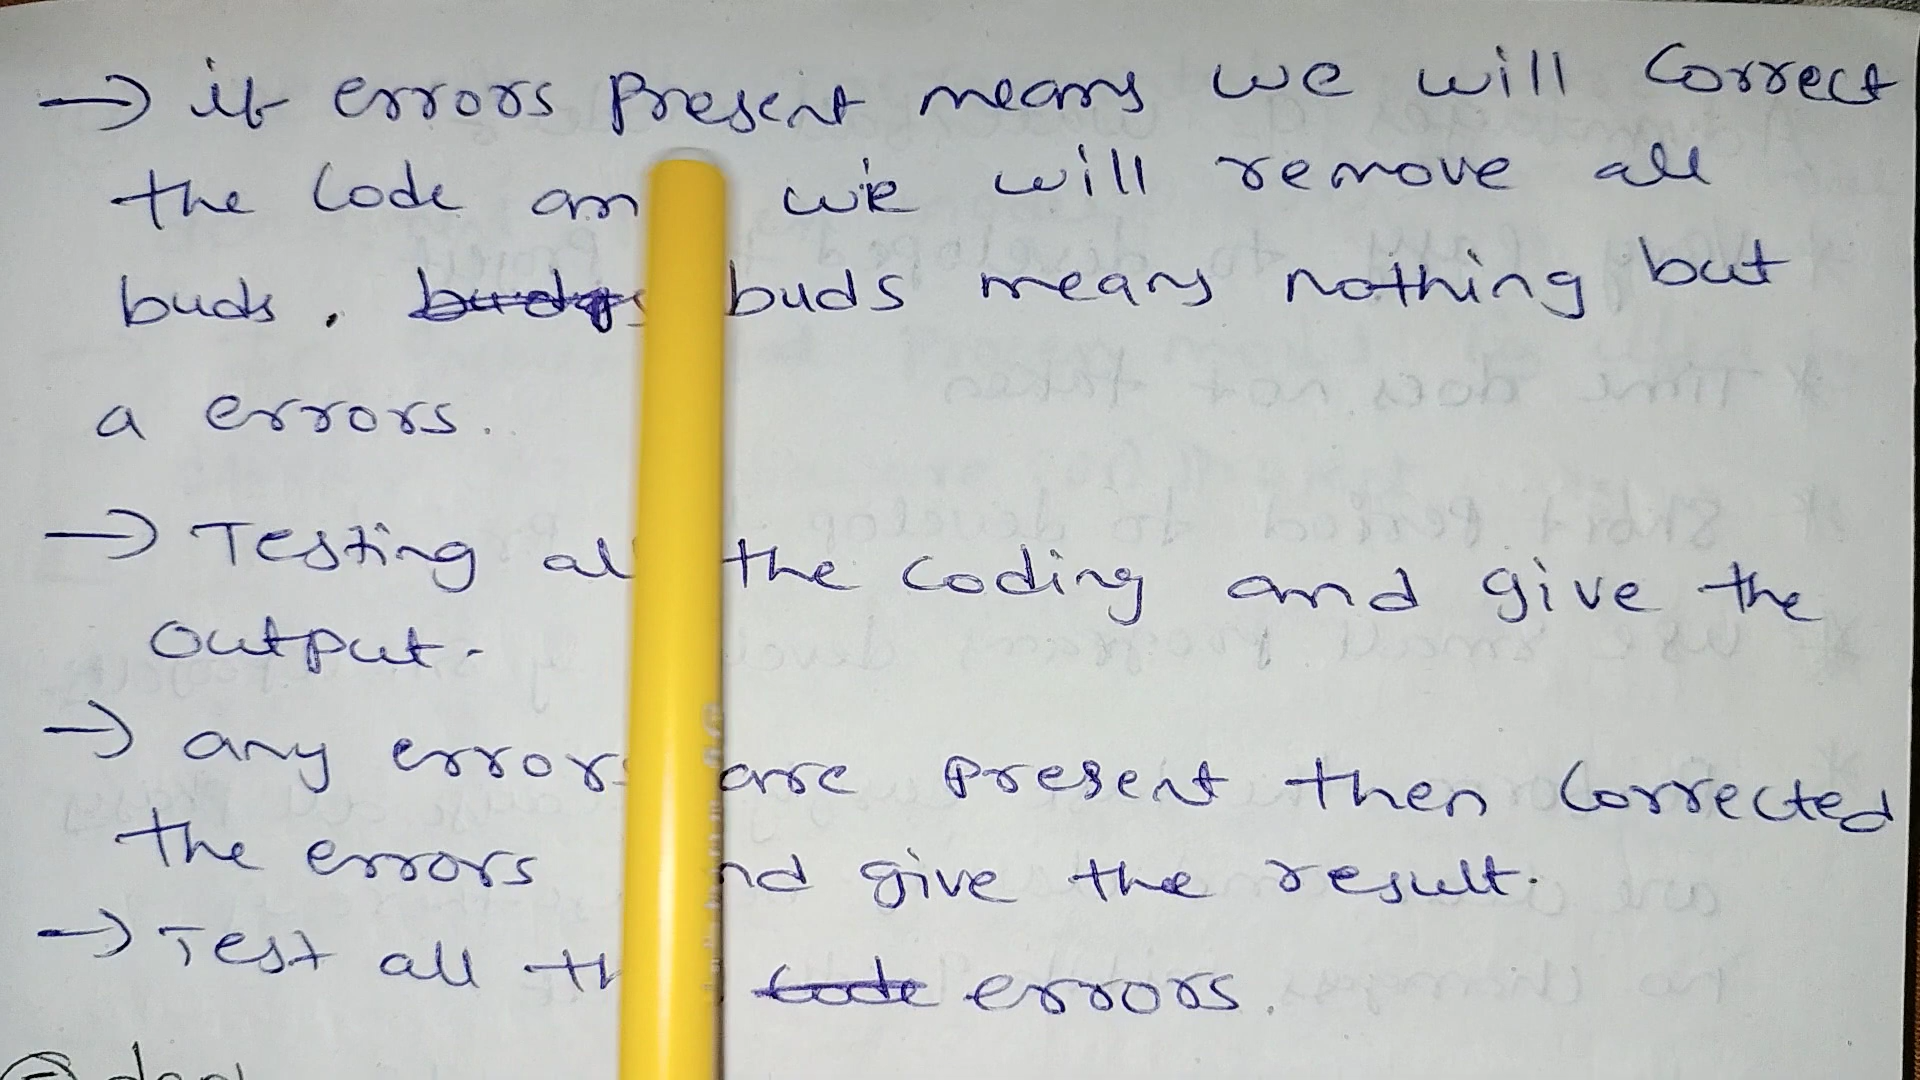 → if errors present means we will correct
the code an we will remove all
buds. buds means nothing but
a errors.
→ Testing al the coding and give the
output.
→ any errors are present then corrected
the errors nd give the result.
→ Test all th code errors.